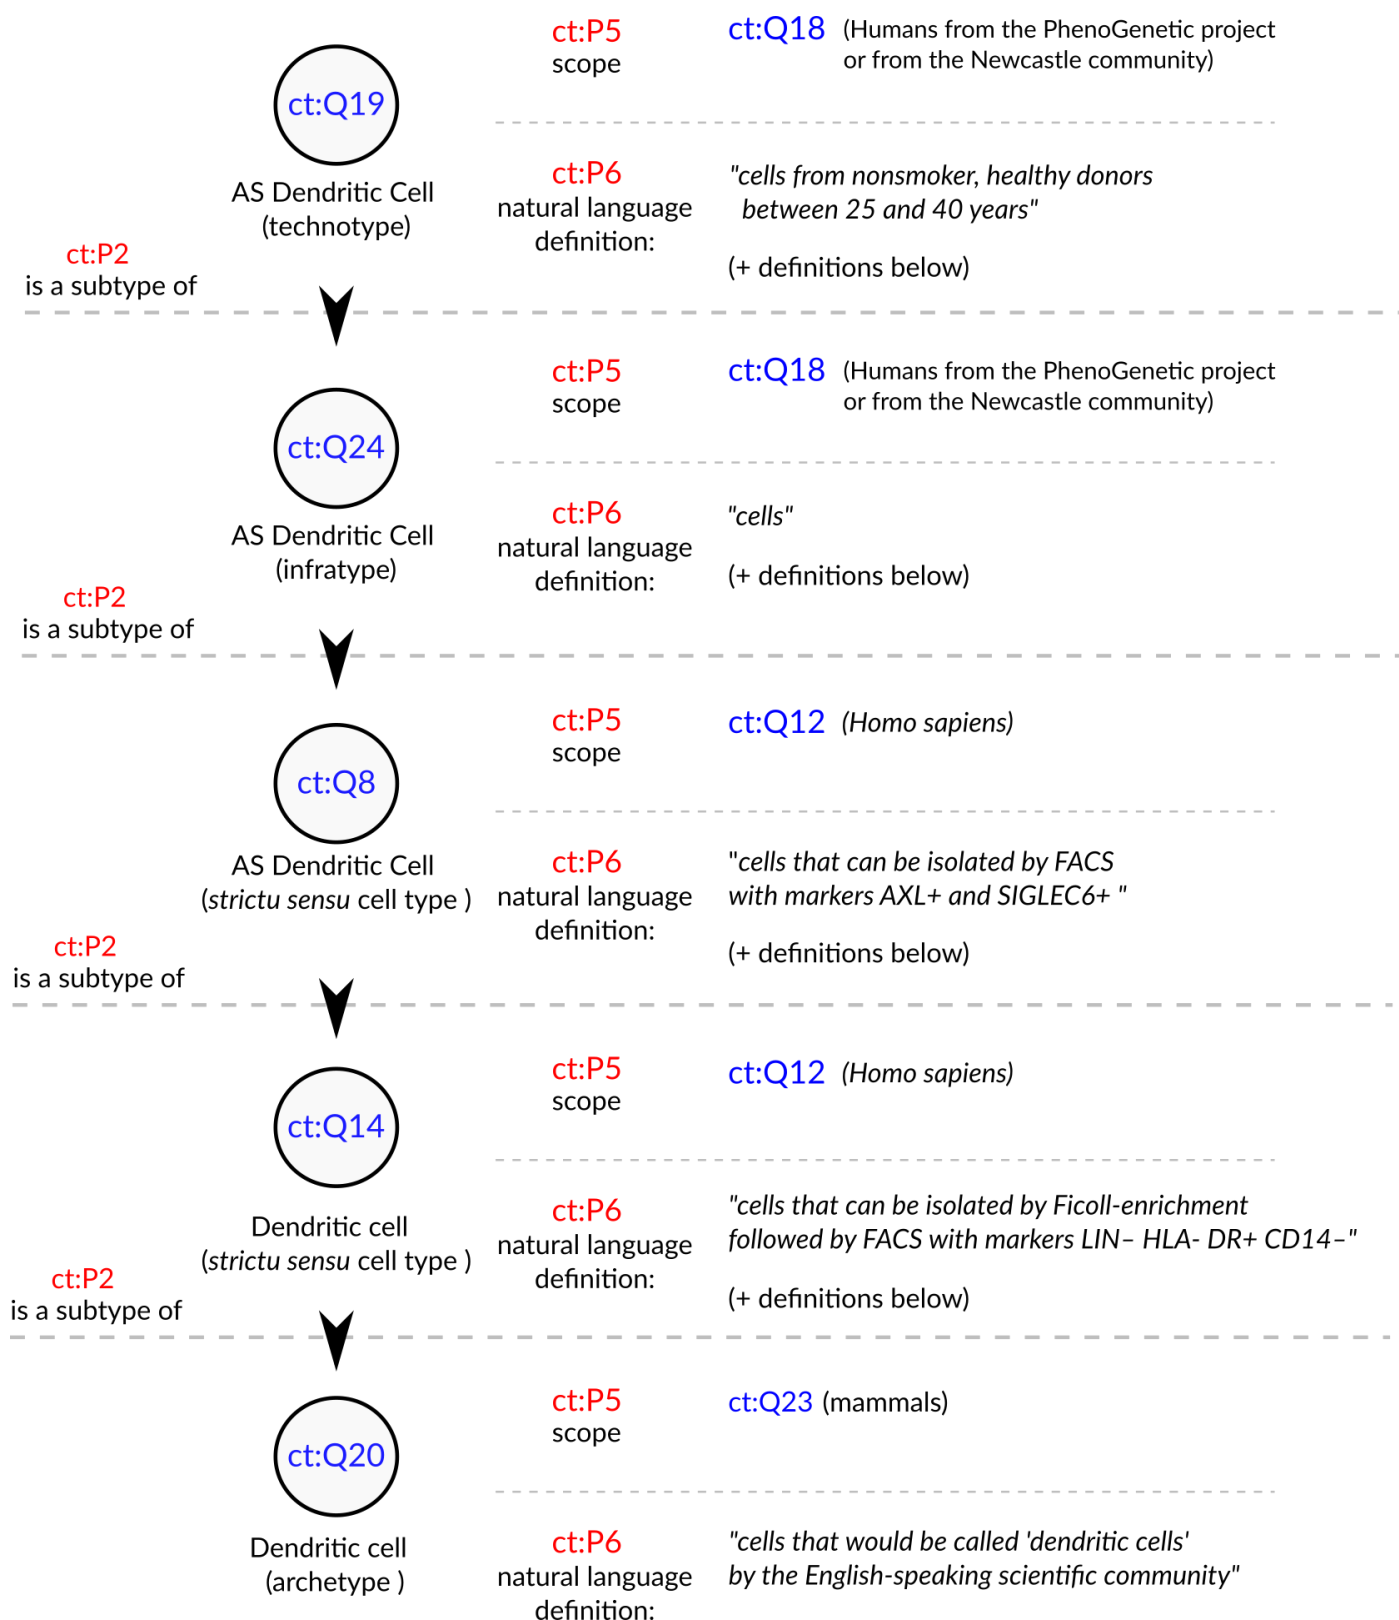 ct:P5
scope
ct:Q18 (Humans from the PhenoGenetic project
or from the Newcastle community)
ct:Q19
AS Dendritic Cell
(technotype)
ct:P6
natural language
definition:
"cells from nonsmoker, healthy donors
between 25 and 40 years"
(+ definitions below)
ct:P2
is a subtype of
ct:P5
scope
ct:Q18 (Humans from the PhenoGenetic project
or from the Newcastle community)
ct:Q24
AS Dendritic Cell
(infratype)
ct:P6
natural language
definition:
"cells"
(+ definitions below)
ct:P2
is a subtype of
ct:P5
scope
ct:Q12 (Homo sapiens)
ct:Q8
AS Dendritic Cell
(strictu sensu cell type )
ct:P6
natural language
definition:
"cells that can be isolated by FACS
with markers AXL+ and SIGLEC6+ "
(+ definitions below)
ct:P2
is a subtype of
ct:P5
scope
ct:Q12 (Homo sapiens)
ct:Q14
Dendritic cell
(strictu sensu cell type )
ct:P6
natural language
definition:
"cells that can be isolated by Ficoll-enrichment
followed by FACS with markers LIN– HLA- DR+ CD14–"
(+ definitions below)
ct:P2
is a subtype of
ct:P5
scope
ct:Q23 (mammals)
ct:Q20
Dendritic cell
(archetype )
ct:P6
natural language
definition:
"cells that would be called 'dendritic cells'
by the English-speaking scientific community"